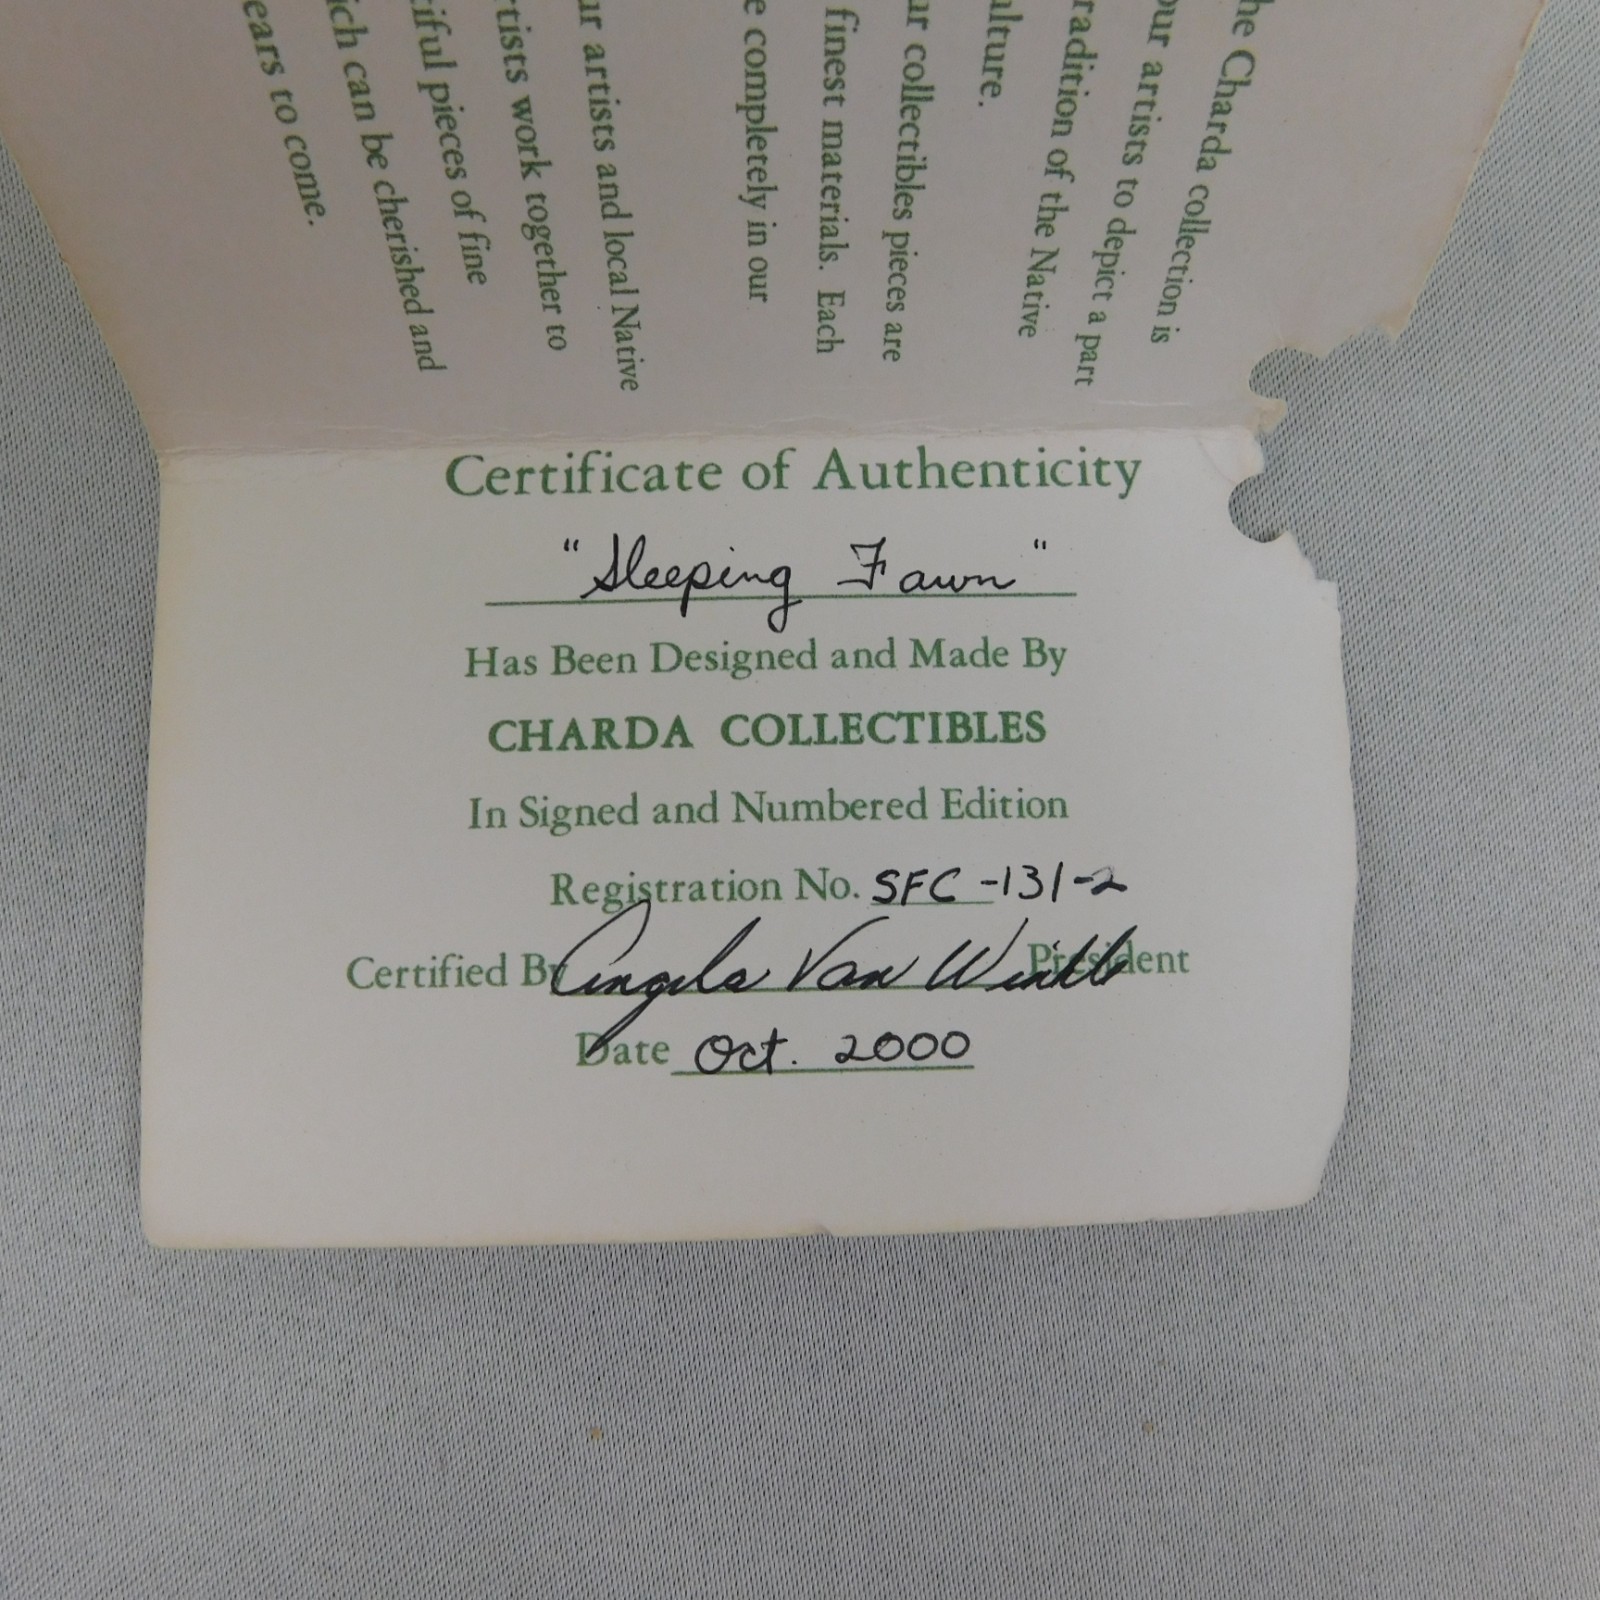 he Charda collection is
our artists to depict a part
radition of the Native
ulture.
ur collectibles pieces are
finest materials. Each
e completely in our
ur artists and local Native
rtists work together to
tiful pieces of fine
ich can be cherished and
ears to come.
Certificate of Authenticity
"Sleeping Fawn"
Has Been Designed and Made By
CHARDA COLLECTIBLES
In Signed and Numbered Edition
Registration No. SFC-131-2
Certified By Angela Van Winkle President
Date Oct. 2000